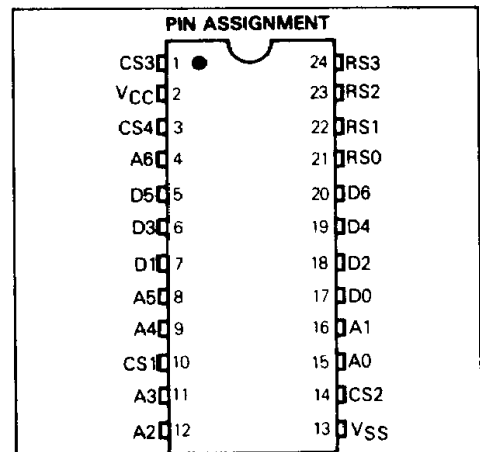 PIN ASSIGNMENT
CS3 1 24 RS3
VCC 2 23 RS2
CS4 3 22 RS1
A6 4 21 RS0
D5 5 20 D6
D3 6 19 D4
D1 7 18 D2
A5 8 17 D0
A4 9 16 A1
CS1 10 15 A0
A3 11 14 CS2
A2 12 13 VSS